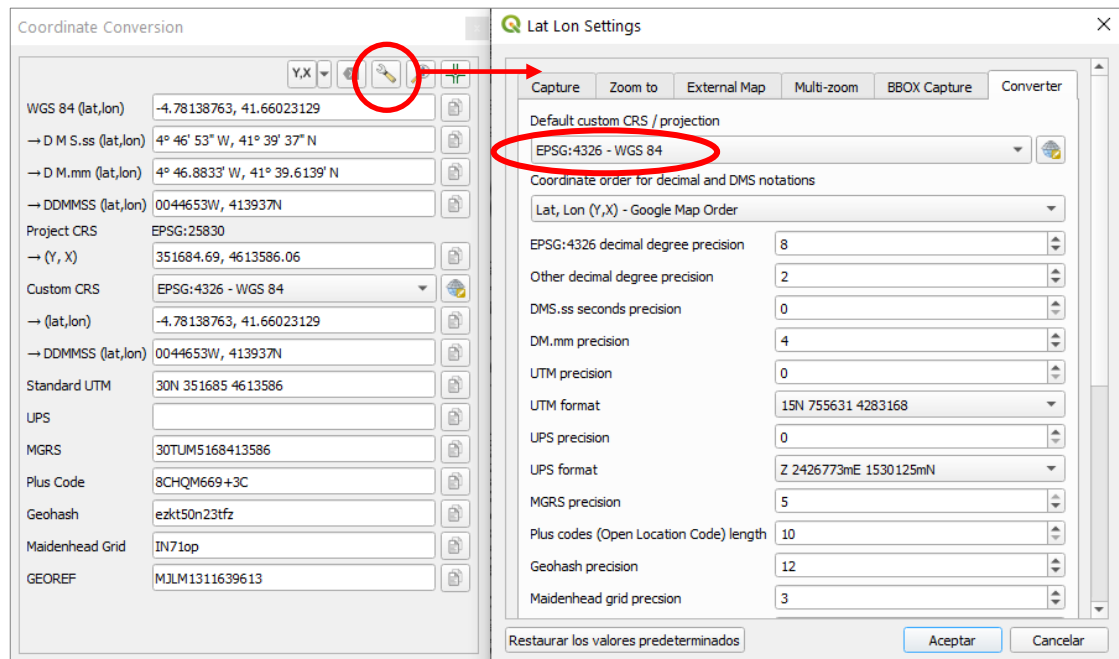 Coordinate Conversion
Y,X
WGS 84 (lat,lon) -4.78138763, 41.66023129
→ D M S.ss (lat,lon) 4° 46' 53" W, 41° 39' 37" N
→ D M.mm (lat,lon) 4° 46.8833' W, 41° 39.6139' N
→ DDMMSS (lat,lon) 0044653W, 413937N
Project CRS EPSG:25830
→ (Y, X) 351684.69, 4613586.06
Custom CRS EPSG:4326 - WGS 84
→ (lat,lon) -4.78138763, 41.66023129
→ DDMMSS (lat,lon) 0044653W, 413937N
Standard UTM 30N 351685 4613586
UPS
MGRS 30TUM5168413586
Plus Code 8CHQM669+3C
Geohash ezkt50n23tfz
Maidenhead Grid IN71op
GEOREF MJLM1311639613
Lat Lon Settings
Capture Zoom to External Map Multi-zoom BBOX Capture Converter
Default custom CRS / projection
EPSG:4326 - WGS 84
Coordinate order for decimal and DMS notations
Lat, Lon (Y,X) - Google Map Order
EPSG:4326 decimal degree precision 8
Other decimal degree precision 2
DMS.ss seconds precision 0
DM.mm precision 4
UTM precision 0
UTM format 15N 755631 4283168
UPS precision 0
UPS format Z 2426773mE 1530125mN
MGRS precision 5
Plus codes (Open Location Code) length 10
Geohash precision 12
Maidenhead grid precsion 3
Restaurar los valores predeterminados Aceptar Cancelar